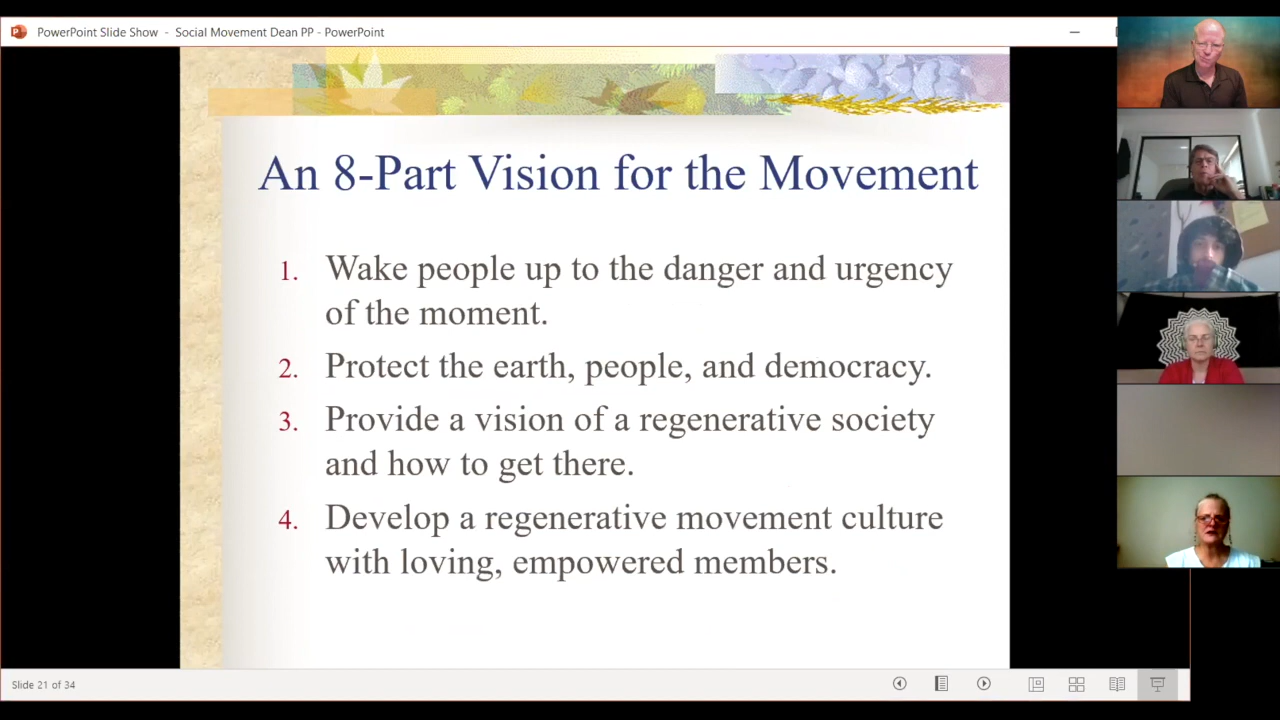 PowerPoint Slide Show - Social Movement Dean PP - PowerPoint
An 8-Part Vision for the Movement
1. Wake people up to the danger and urgency
of the moment.
2. Protect the earth, people, and democracy.
3. Provide a vision of a regenerative society
and how to get there.
4. Develop a regenerative movement culture
with loving, empowered members.
Slide 21 of 34